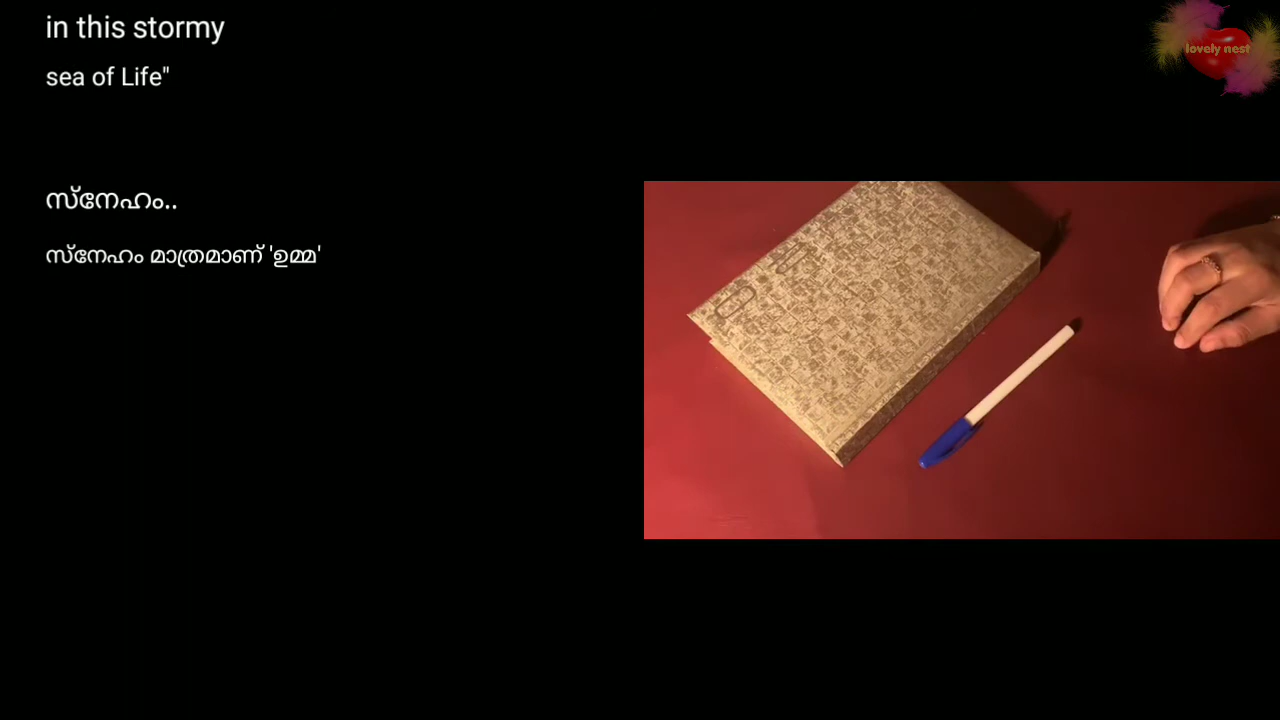 in this stormy
sea of Life"
lovely nest
സ്നേഹം..
സ്നേഹം മാത്രമാണ് 'ഉമ്മ'